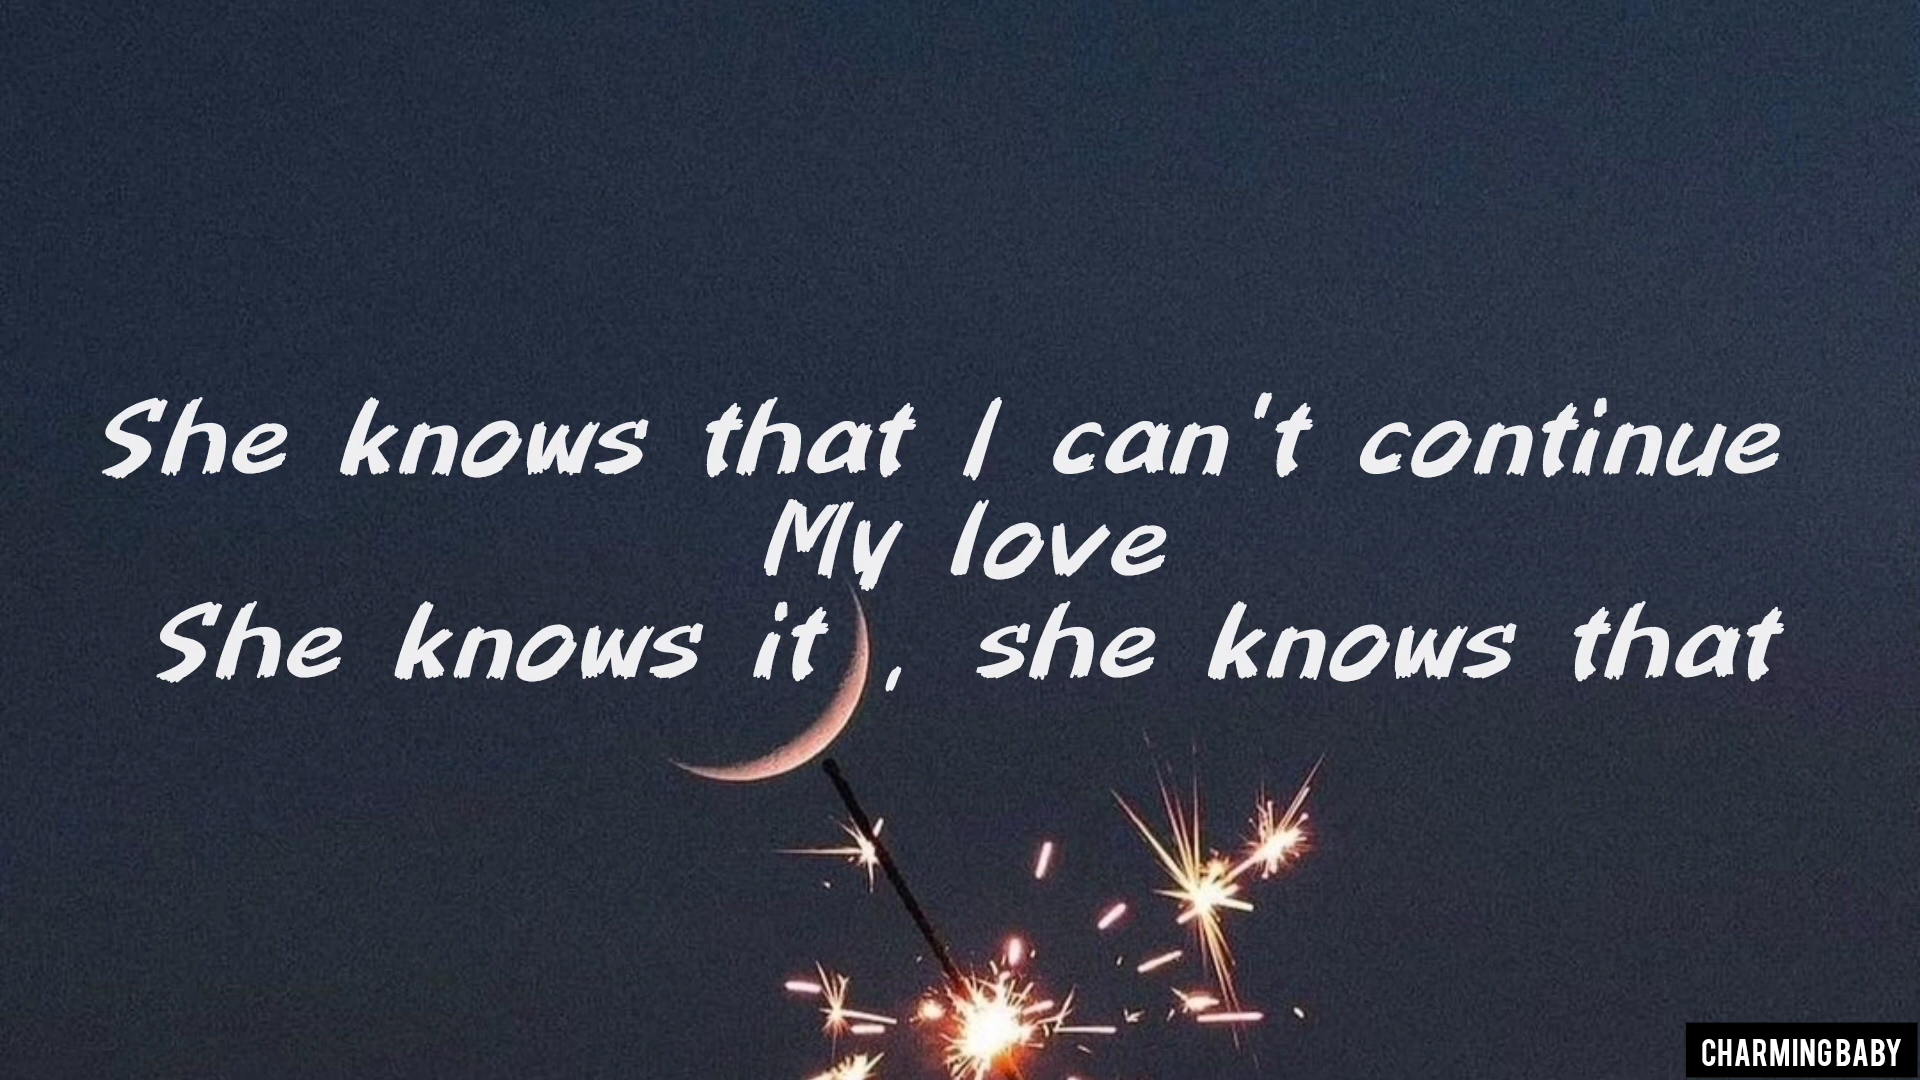 She knows that I can't continue
My love
She knows it , she knows that
CHARMINGBABY